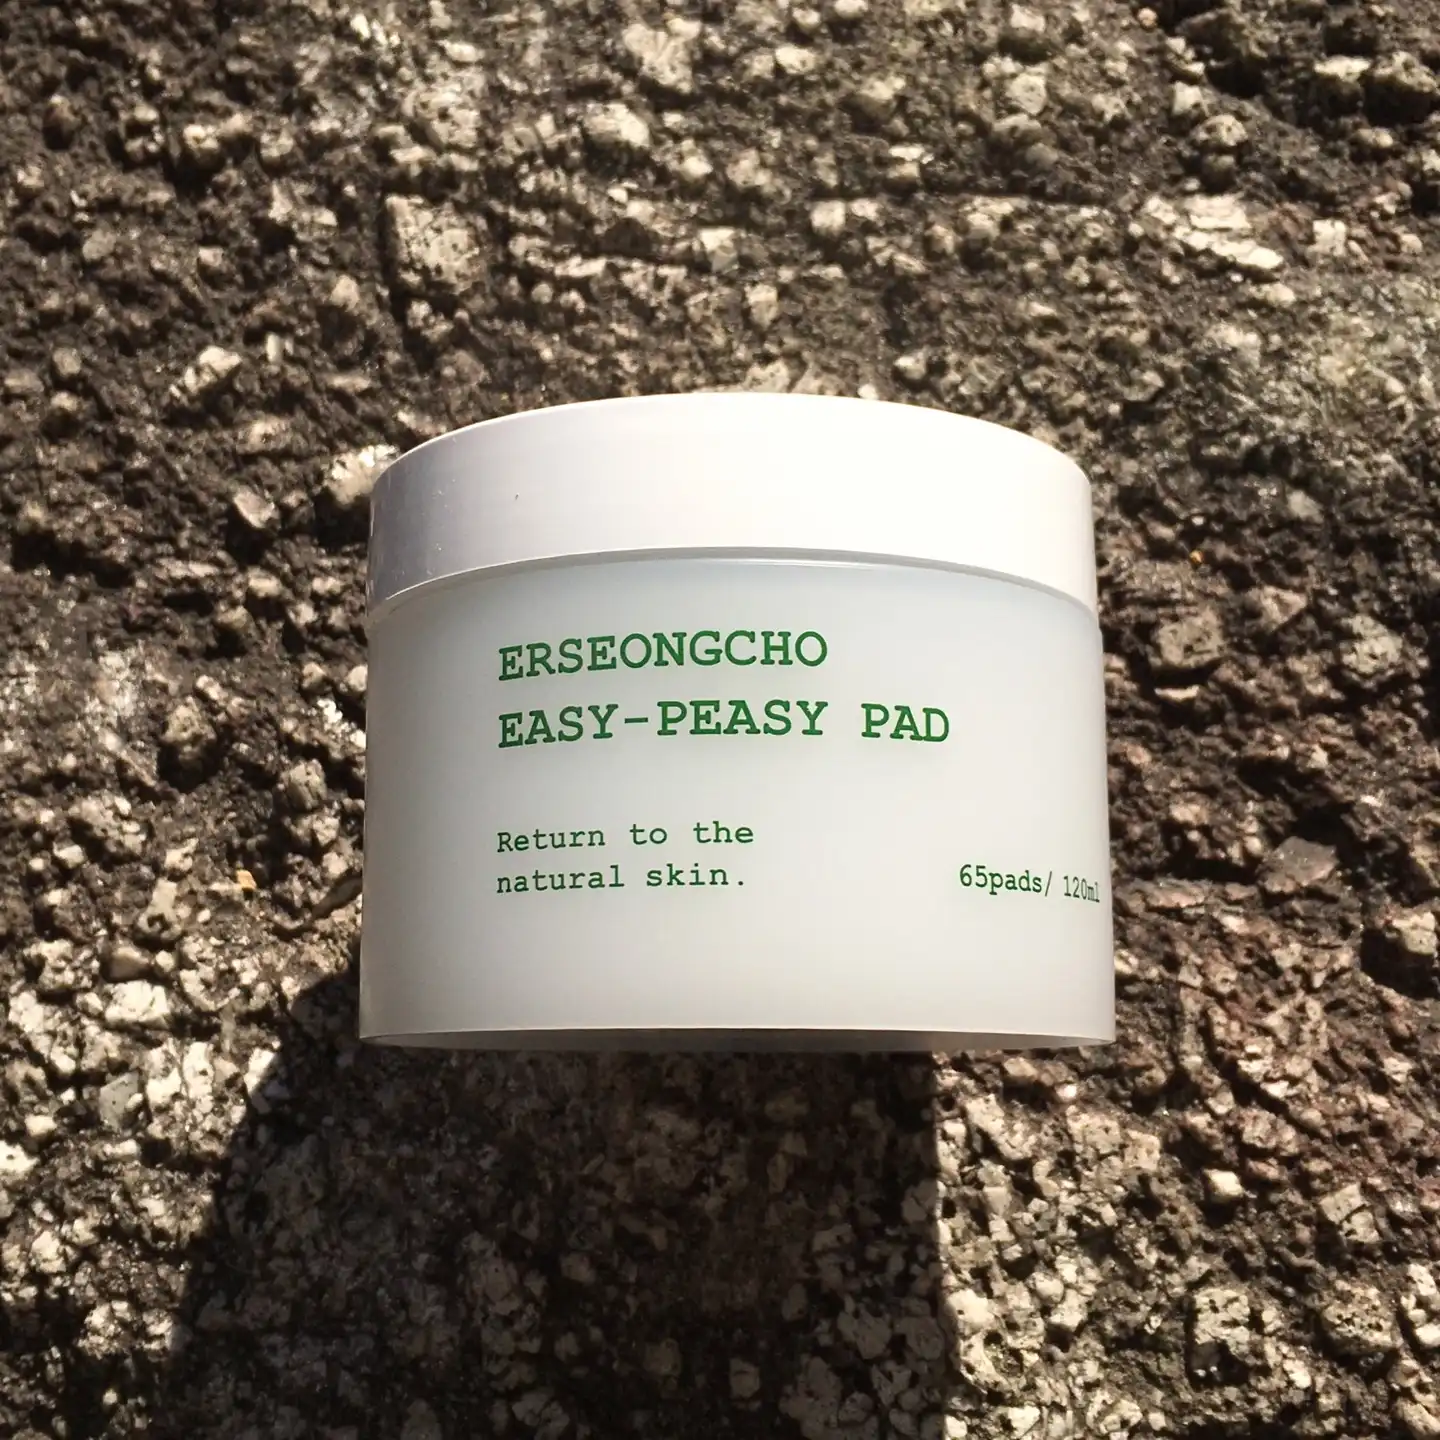 ERSEONGCHO
EASY-PEASY PAD
Return to the
natural skin.
65pads/ 120ml